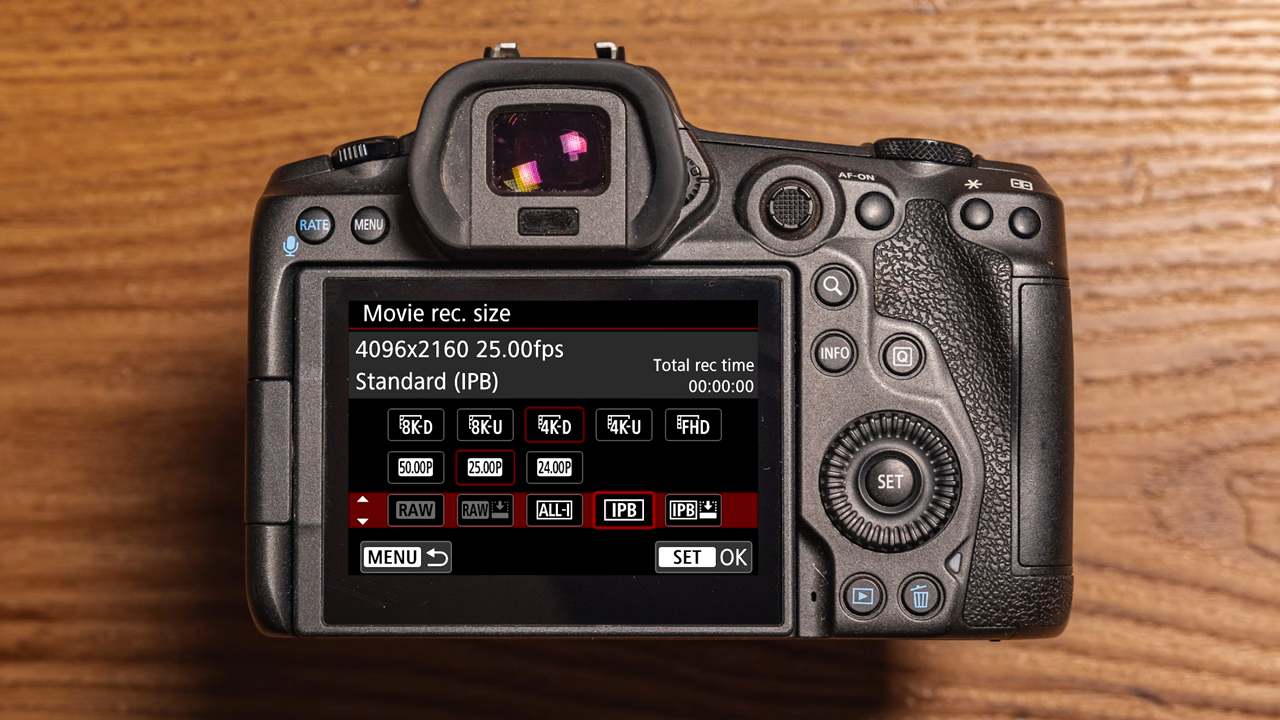 AF-ON
RATE
MENU
Movie rec. size
4096x2160 25.00fps
Standard (IPB)
Total rec time
00:00:00
8K-D 8K-U 4K-D 4K-U FHD
50.00P 25.00P 24.00P
RAW RAW ALL-I IPB IPB
MENU SET OK
INFO
Q
SET